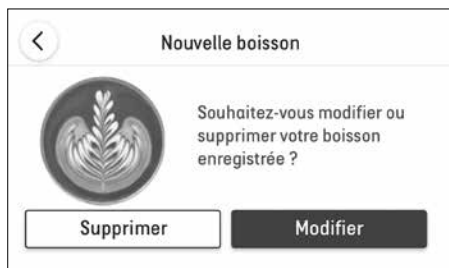 Nouvelle boisson
Souhaitez-vous modifier ou
supprimer votre boisson
enregistrée ?
Supprimer
Modifier